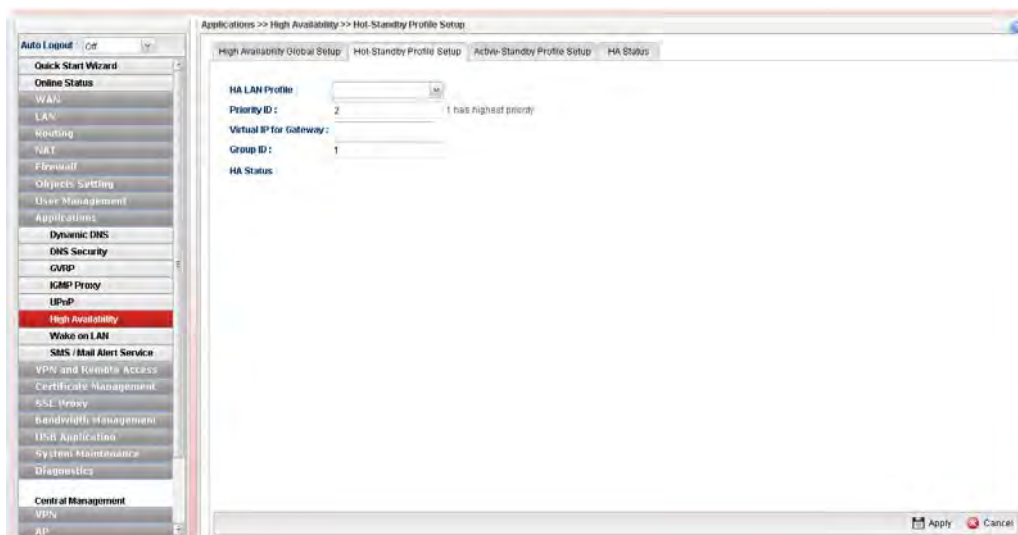 Applications >> High Availability >> Hot-Standby Profile Setup
Auto Logout : Off
High Availability Global Setup
Hot-Standby Profile Setup
Active-Standby Profile Setup
HA Status
Quick Start Wizard
Online Status
WAN
LAN
Routing
NAT
Firewall
Objects Setting
User Management
Applications
Dynamic DNS
DNS Security
GVRP
IGMP Proxy
UPnP
High Availability
Wake on LAN
SMS / Mail Alert Service
VPN and Remote Access
Certificate Management
SSL Proxy
Bandwidth Management
USB Application
System Maintenance
Diagnostics
Central Management
VPN
AP
HA LAN Profile
Priority ID : 2 1 has highest priority
Virtual IP for Gateway :
Group ID : 1
HA Status
Apply Cancel